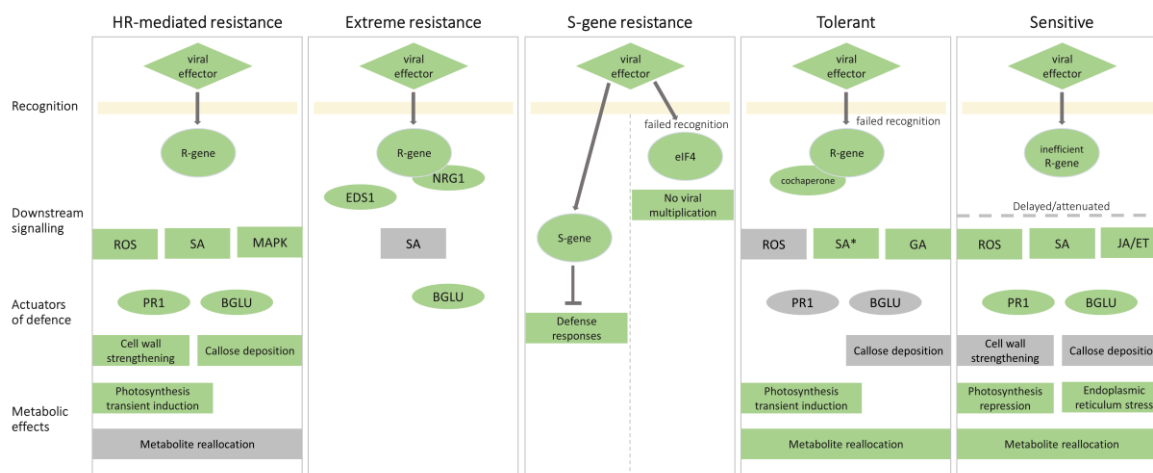 HR-mediated resistance
Extreme resistance
S-gene resistance
Tolerant
Sensitive
Recognition
Downstream
signalling
Actuators
of defence
Metabolic
effects
viral
effector
R-gene
ROS
SA
MAPK
PR1
BGLU
Cell wall
strengthening
Callose deposition
Photosynthesis
transient induction
Metabolite reallocation
viral
effector
R-gene
NRG1
EDS1
SA
BGLU
viral
effector
failed recognition
eIF4
No viral
multiplication
S-gene
Defense
responses
viral
effector
failed recognition
R-gene
cochaperone
ROS
SA*
GA
PR1
BGLU
Callose deposition
Photosynthesis
transient induction
Metabolite reallocation
viral
effector
inefficient
R-gene
Delayed/attenuated
ROS
SA
JA/ET
PR1
BGLU
Cell wall
strengthening
Callose deposition
Photosynthesis
repression
Endoplasmic
reticulum stress
Metabolite reallocation